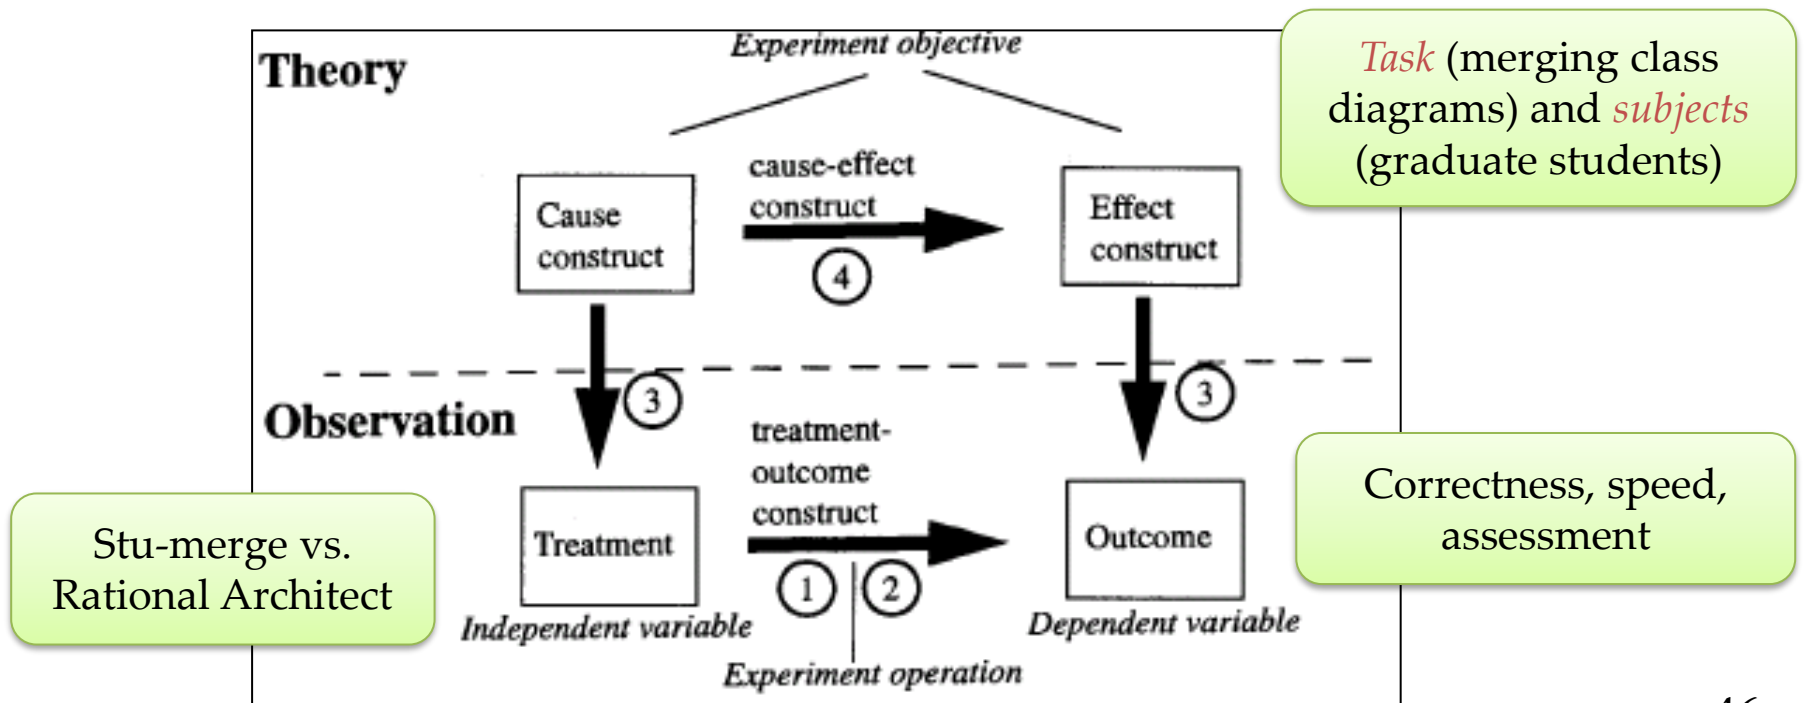 Theory
Experiment objective
Task (merging class
diagrams) and subjects
(graduate students)
cause-effect
construct
Cause
construct
4
Effect
construct
3
3
Observation
treatment-
outcome
construct
Treatment
Outcome
1
2
Correctness, speed,
assessment
Stu-merge vs.
Rational Architect
Independent variable
Dependent variable
Experiment operation